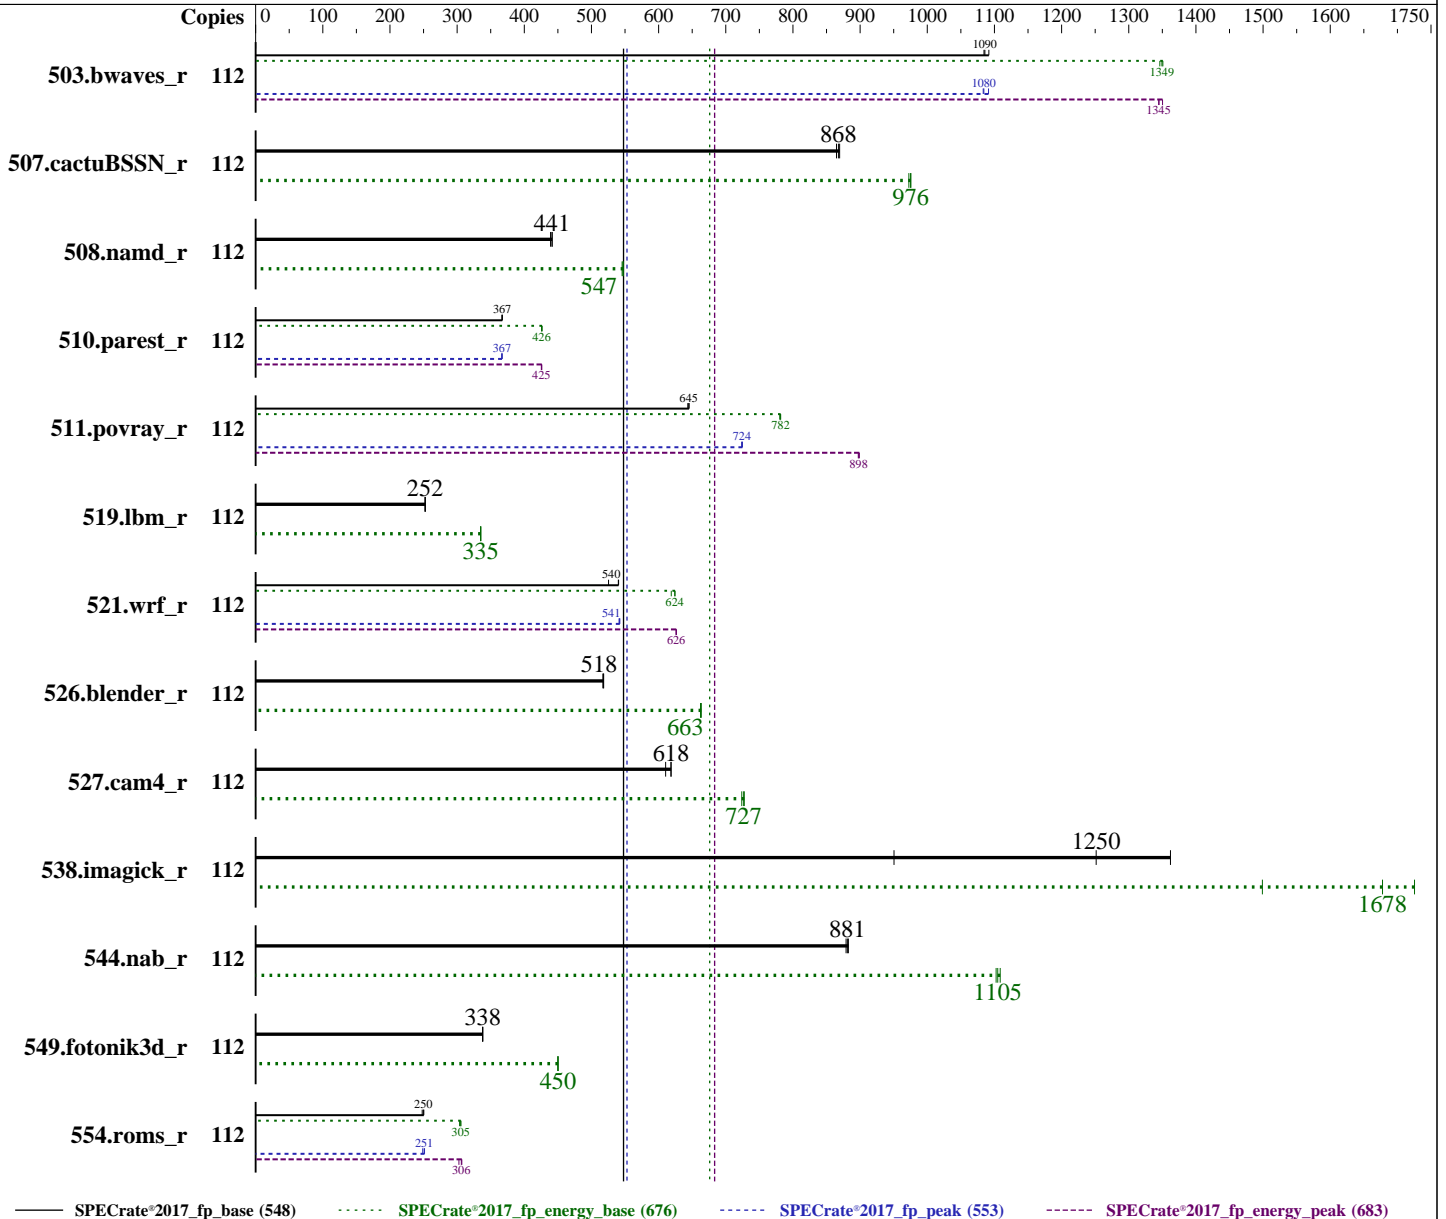 Copies 0 100 200 300 400 500 600 700 800 900 1000 1100 1200 1300 1400 1500 1600 1750
503.bwaves_r 112
1090
1349
1080
1345
507.cactuBSSN_r 112
868
976
508.namd_r 112
441
547
510.parest_r 112
367
426
367
425
511.povray_r 112
645
782
724
898
519.lbm_r 112
252
335
521.wrf_r 112
540
624
541
626
526.blender_r 112
518
663
527.cam4_r 112
618
727
538.imagick_r 112
1250
1678
544.nab_r 112
881
1105
549.fotonik3d_r 112
338
450
554.roms_r 112
250
305
251
306
SPECrate®2017_fp_base (548) SPECrate®2017_fp_energy_base (676) SPECrate®2017_fp_peak (553) SPECrate®2017_fp_energy_peak (683)